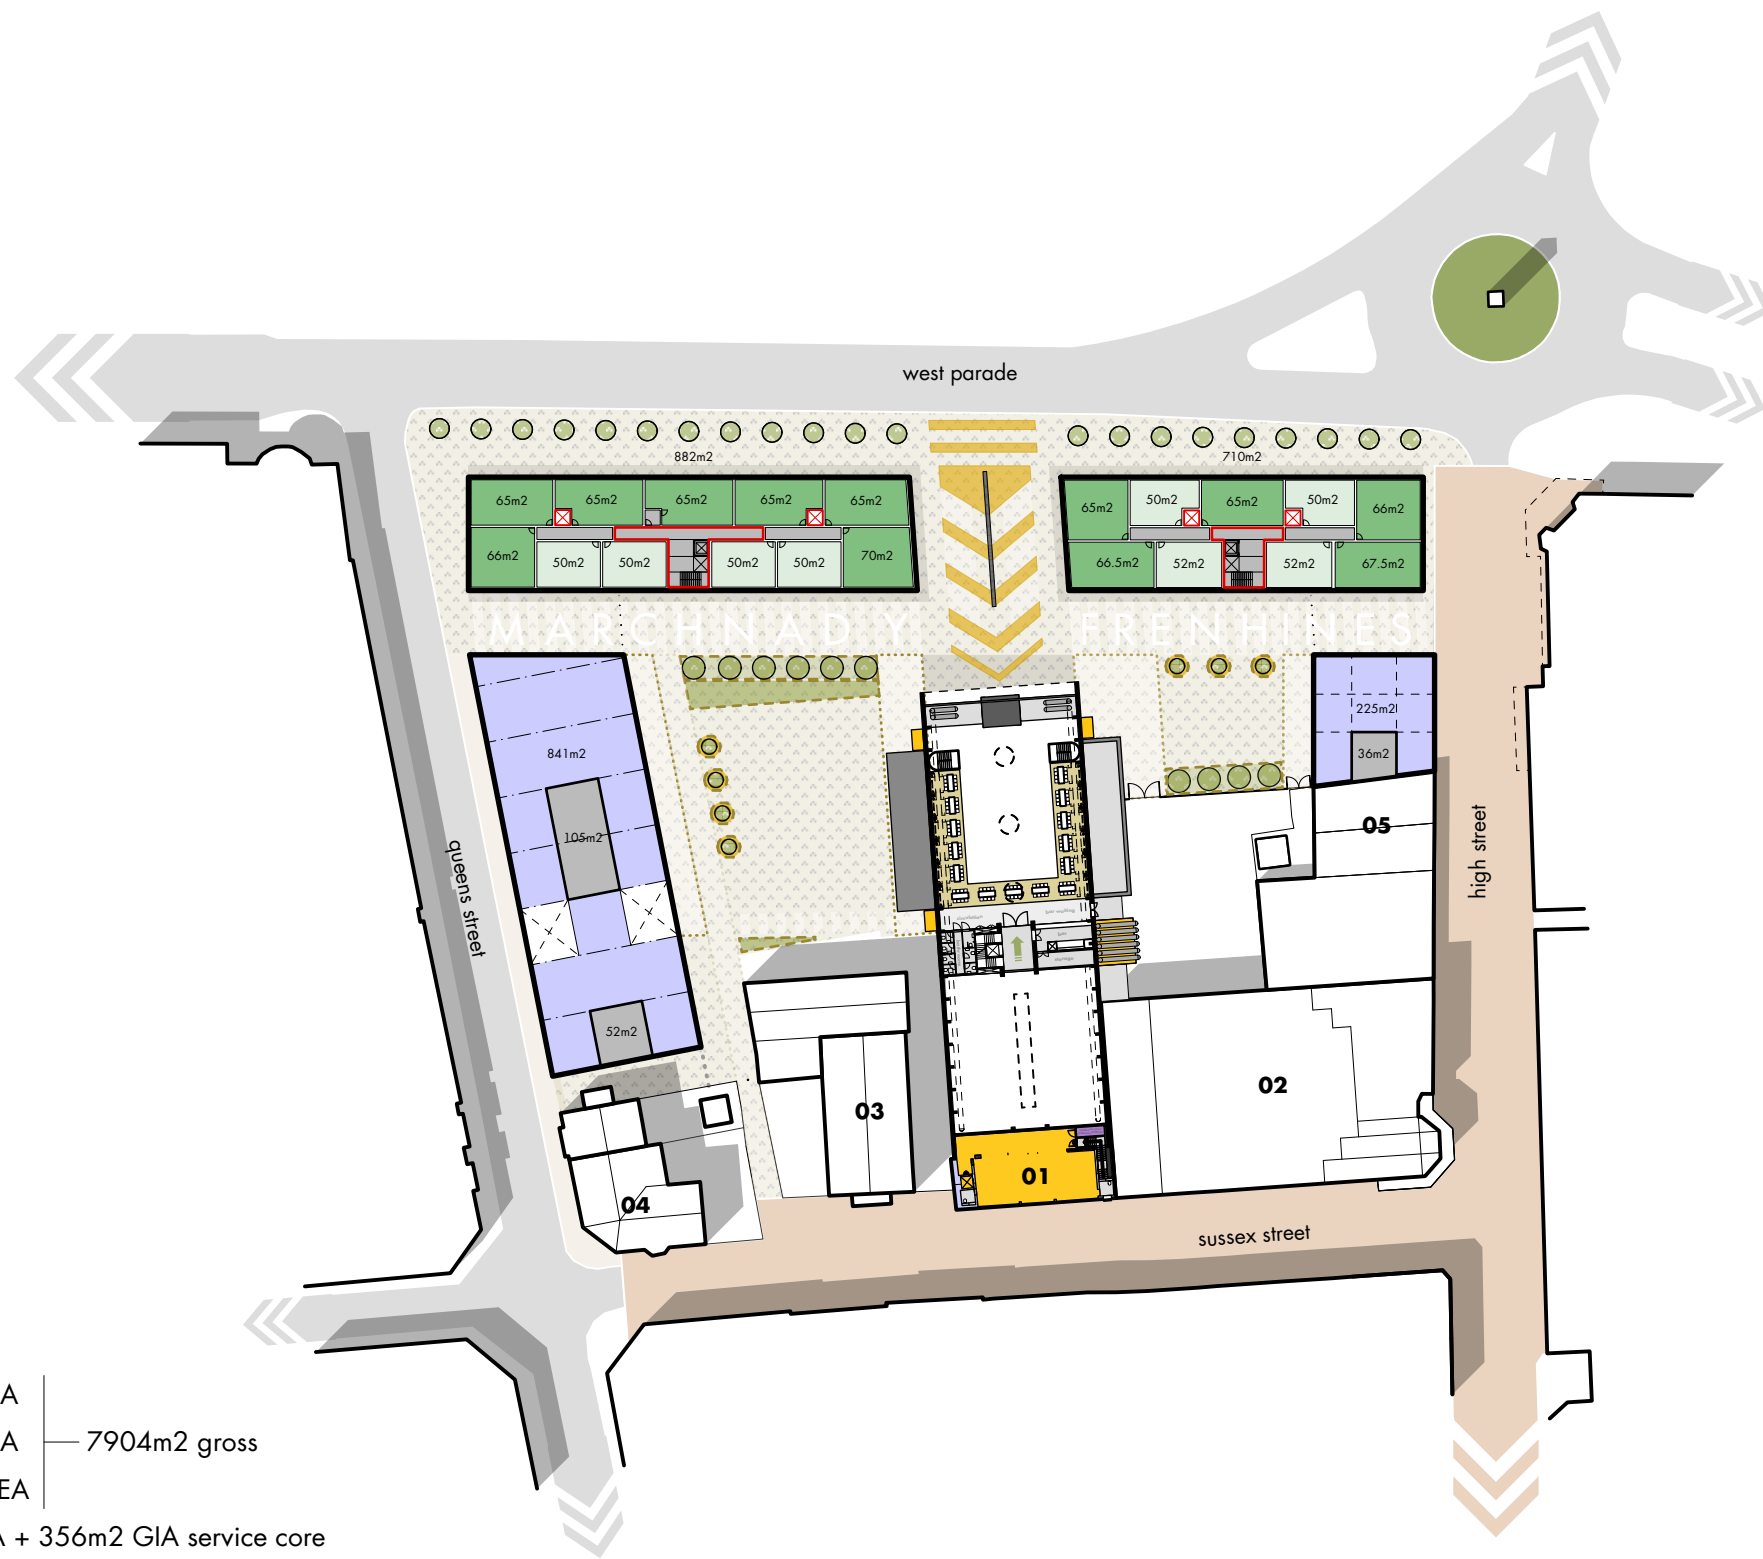 west parade
882m2
710m2
65m2
65m2
65m2
65m2
65m2
66m2
50m2
50m2
50m2
50m2
70m2
65m2
50m2
65m2
50m2
66m2
66.5m2
52m2
52m2
67.5m2
MARCHNAD Y FRENHINES
841m2
105m2
52m2
225m2
36m2
queens street
high street
05
02
03
01
04
sussex street
A
A
EA
7904m2 gross
A + 356m2 GIA service core